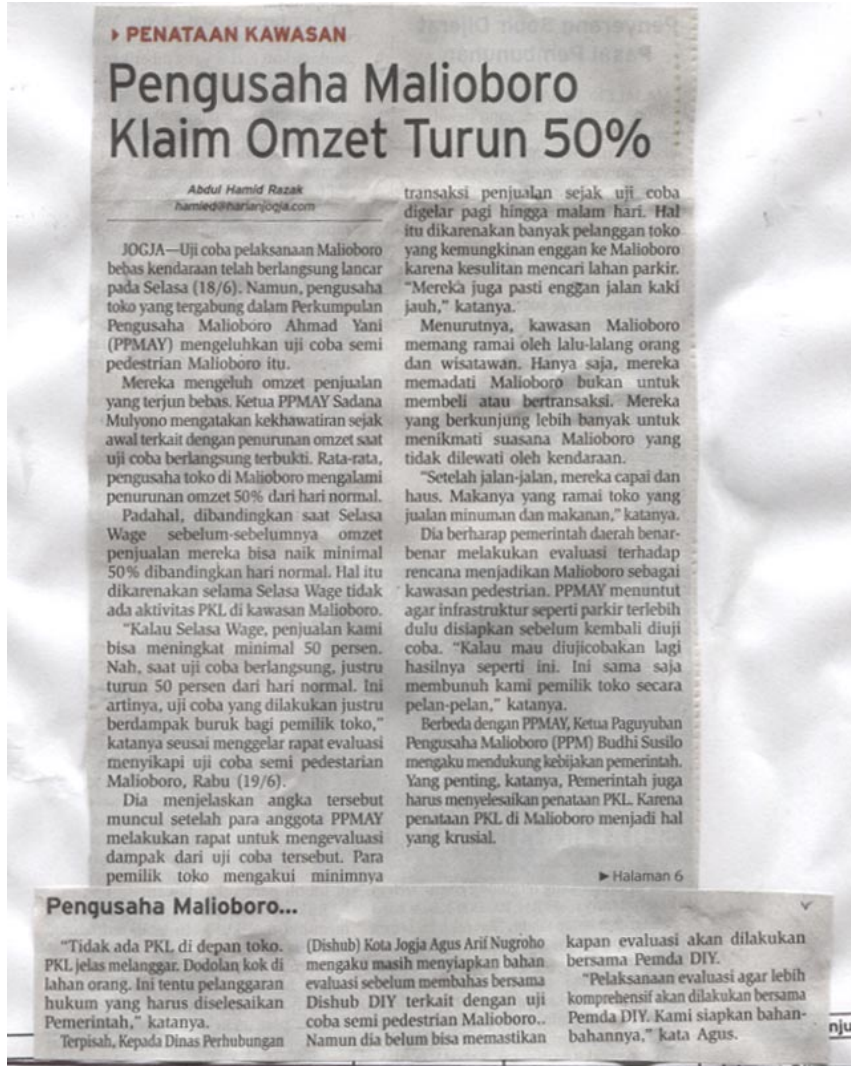 PENATAAN KAWASAN
Pengusaha Malioboro
Klaim Omzet Turun 50%
Abdul Hamid Razak
hamied@harianjogja.com
JOGJA—Uji coba pelaksanaan Malioboro
bebas kendaraan telah berlangsung lancar
pada Selasa (18/6). Namun, pengusaha
toko yang tergabung dalam Perkumpulan
Pengusaha Malioboro Ahmad Yani
(PPMAY) mengeluhkan uji coba semi
pedestrian Malioboro itu.
Mereka mengeluh omzet penjualan
yang terjun bebas. Ketua PPMAY Sadana
Mulyono mengatakan kekhawatiran sejak
awal terkait dengan penurunan omzet saat
uji coba berlangsung terbukti. Rata-rata,
pengusaha toko di Malioboro mengalami
penurunan omzet 50% dari hari normal.
Padahal, dibandingkan saat Selasa
Wage sebelum-sebelumnya omzet
penjualan mereka bisa naik minimal
50% dibandingkan hari normal. Hal itu
dikarenakan selama Selasa Wage tidak
ada aktivitas PKL di kawasan Malioboro.
“Kalau Selasa Wage, penjualan kami
bisa meningkat minimal 50 persen.
Nah, saat uji coba berlangsung, justru
turun 50 persen dari hari normal. Ini
artinya, uji coba yang dilakukan justru
berdampak buruk bagi pemilik toko,”
katanya seusai menggelar rapat evaluasi
menyikapi uji coba semi pedestarian
Malioboro, Rabu (19/6).
Dia menjelaskan angka tersebut
muncul setelah para anggota PPMAY
melakukan rapat untuk mengevaluasi
dampak dari uji coba tersebut. Para
pemilik toko mengakui minimnya
transaksi penjualan sejak uji coba
digelar pagi hingga malam hari. Hal
itu dikarenakan banyak pelanggan toko
yang kemungkinan enggan ke Malioboro
karena kesulitan mencari lahan parkir.
“Mereka juga pasti enggan jalan kaki
jauh,” katanya.
Menurutnya, kawasan Malioboro
memang ramai oleh lalu-lalang orang
dan wisatawan. Hanya saja, mereka
memadati Malioboro bukan untuk
membeli atau bertransaksi. Mereka
yang berkunjung lebih banyak untuk
menikmati suasana Malioboro yang
tidak dilewati oleh kendaraan.
“Setelah jalan-jalan, mereka capai dan
haus. Makanya yang ramai toko yang
jualan minuman dan makanan,” katanya.
Dia berharap pemerintah daerah benar-
benar melakukan evaluasi terhadap
rencana menjadikan Malioboro sebagai
kawasan pedestrian. PPMAY menuntut
agar infrastruktur seperti parkir terlebih
dulu disiapkan sebelum kembali diuji
coba. “Kalau mau diujicobakan lagi
hasilnya seperti ini. Ini sama saja
membunuh kami pemilik toko secara
pelan-pelan,” katanya.
Berbeda dengan PPMAY, Ketua Paguyuban
Pengusaha Malioboro (PPM) Budhi Susilo
mengaku mendukung kebijakan pemerintah.
Yang penting, katanya, Pemerintah juga
harus menyelesaikan penataan PKL. Karena
penataan PKL di Malioboro menjadi hal
yang krusial.
Halaman 6
Pengusaha Malioboro...
“Tidak ada PKL di depan toko.
PKL jelas melanggar. Dodolan kok di
lahan orang. Ini tentu pelanggaran
hukum yang harus diselesaikan
Pemerintah,” katanya.
Terpisah, Kepada Dinas Perhubungan
(Dishub) Kota Jogja Agus Arif Nugroho
mengaku masih menyiapkan bahan
evaluasi sebelum membahas bersama
Dishub DIY terkait dengan uji
coba semi pedestrian Malioboro..
Namun dia belum bisa memastikan
kapan evaluasi akan dilakukan
bersama Pemda DIY.
“Pelaksanaan evaluasi agar lebih
komprehensif akan dilakukan bersama
Pemda DIY. Kami siapkan bahan-
bahannya,” kata Agus.